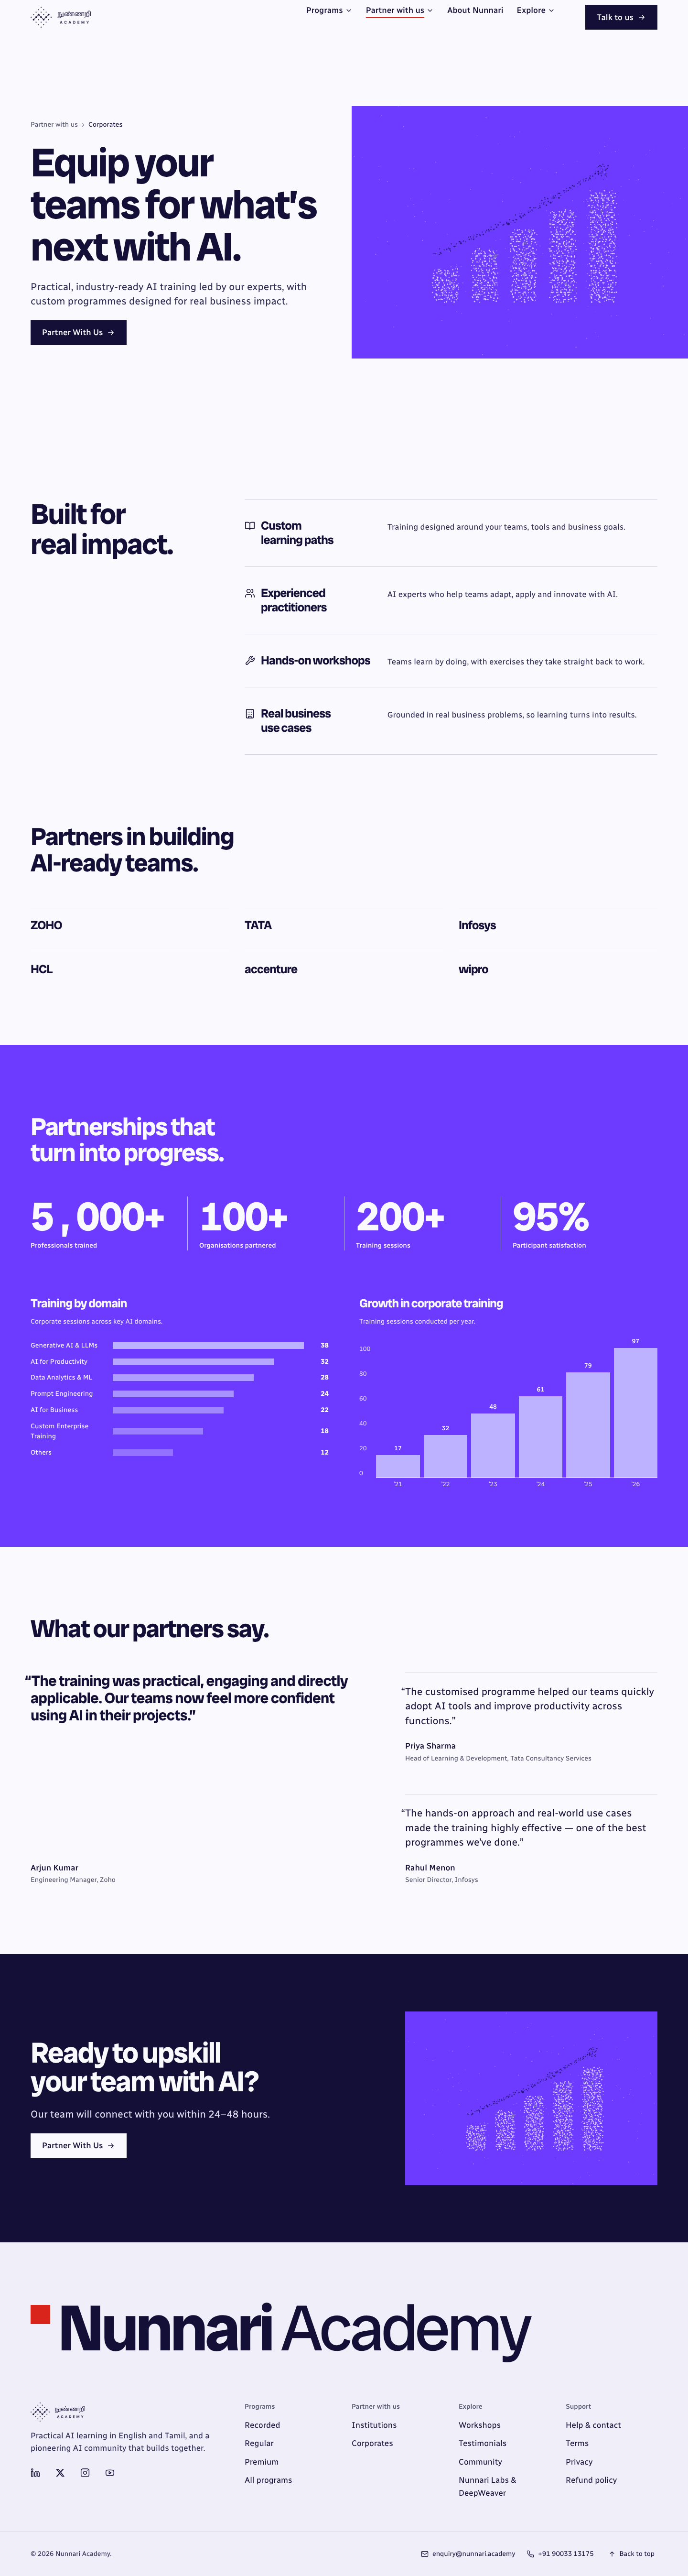 நுண்ணறி
ACADEMY
Programs
Partner with us
About Nunnari
Explore
Talk to us
Partner with us > Corporates
Equip your
teams for what's
next with AI.
Practical, industry-ready AI training led by our experts, with
custom programmes designed for real business impact.
Partner With Us →
Built for
real impact.
Custom
learning paths
Training designed around your teams, tools and business goals.
Experienced
practitioners
AI experts who help teams adapt, apply and innovate with AI.
Hands-on workshops
Teams learn by doing, with exercises they take straight back to work.
Real business
use cases
Grounded in real business problems, so learning turns into results.
Partners in building
AI-ready teams.
ZOHO
TATA
Infosys
HCL
accenture
wipro
Partnerships that
turn into progress.
5,000+
Professionals trained
100+
Organisations partnered
200+
Training sessions
95%
Participant satisfaction
Training by domain
Corporate sessions across key AI domains.
Generative AI & LLMs 38
AI for Productivity 32
Data Analytics & ML 28
Prompt Engineering 24
AI for Business 22
Custom Enterprise
Training 18
Others 12
Growth in corporate training
Training sessions conducted per year.
100
80
60
40
20
0
17
32
48
61
79
97
'21
'22
'23
'24
'25
'26
What our partners say.
“The training was practical, engaging and directly
applicable. Our teams now feel more confident
using AI in their projects.”
Arjun Kumar
Engineering Manager, Zoho
“The customised programme helped our teams quickly
adopt AI tools and improve productivity across
functions.”
Priya Sharma
Head of Learning & Development, Tata Consultancy Services
“The hands-on approach and real-world use cases
made the training highly effective — one of the best
programmes we've done.”
Rahul Menon
Senior Director, Infosys
Ready to upskill
your team with AI?
Our team will connect with you within 24–48 hours.
Partner With Us →
Nunnari Academy
நுண்ணறி
ACADEMY
Practical AI learning in English and Tamil, and a
pioneering AI community that builds together.
Programs
Recorded
Regular
Premium
All programs
Partner with us
Institutions
Corporates
Explore
Workshops
Testimonials
Community
Nunnari Labs &
DeepWeaver
Support
Help & contact
Terms
Privacy
Refund policy
© 2026 Nunnari Academy.
enquiry@nunnari.academy
+91 90033 13175
Back to top